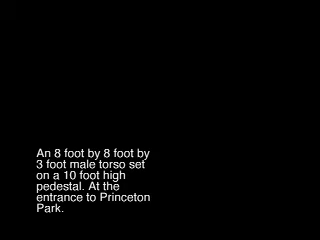 An 8 foot by 8 foot by
3 foot male torso set
on a 10 foot high
pedestal. At the
entrance to Princeton
Park.